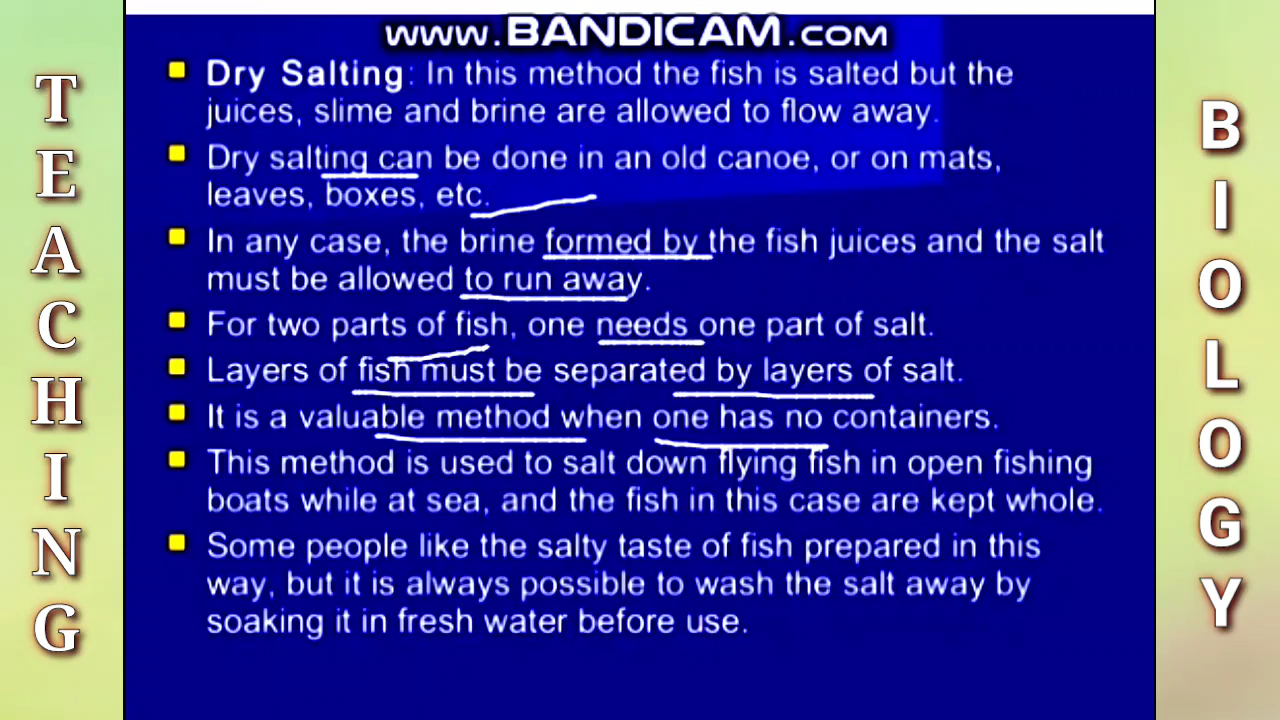 www.BANDICAM.com
Dry Salting: In this method the fish is salted but the
juices, slime and brine are allowed to flow away.
Dry salting can be done in an old canoe, or on mats,
leaves, boxes, etc.
In any case, the brine formed by the fish juices and the salt
must be allowed to run away.
For two parts of fish, one needs one part of salt.
Layers of fish must be separated by layers of salt.
It is a valuable method when one has no containers.
This method is used to salt down flying fish in open fishing
boats while at sea, and the fish in this case are kept whole.
Some people like the salty taste of fish prepared in this
way, but it is always possible to wash the salt away by
soaking it in fresh water before use.
TEACHING
BIOLOGY